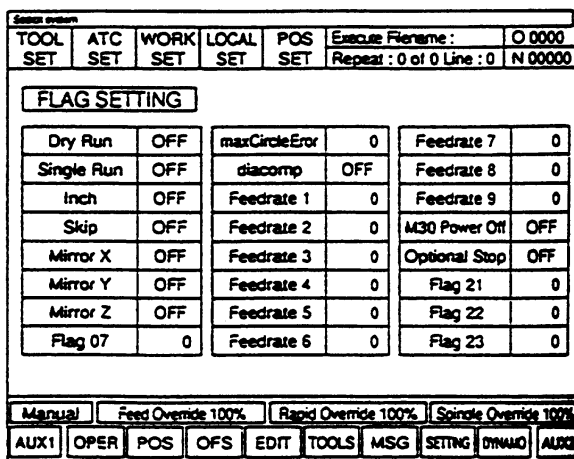 Select system
TOOL SET ATC SET WORK SET LOCAL SET POS SET Execute Filename : O 0000
Repeat : 0 of 0 Line : 0 N 00000
FLAG SETTING
Dry Run OFF maxCircleEror 0 Feedrate 7 0
Single Run OFF diacomp OFF Feedrate 8 0
Inch OFF Feedrate 1 0 Feedrate 9 0
Skip OFF Feedrate 2 0 M30 Power Off OFF
Mirror X OFF Feedrate 3 0 Optional Stop OFF
Mirror Y OFF Feedrate 4 0 Flag 21 0
Mirror Z OFF Feedrate 5 0 Flag 22 0
Flag 07 0 Feedrate 6 0 Flag 23 0
Manual Feed Override 100% Rapid Override 100% Spindle Override 100%
AUX1 OPER POS OFS EDIT TOOLS MSG SETTNG DYNAMO AUX2